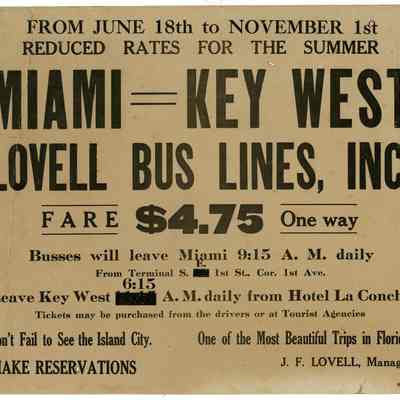 FROM JUNE 18th to NOVEMBER 1st
REDUCED RATES FOR THE SUMMER
MIAMI = KEY WEST
LOVELL BUS LINES, INC
FARE $4.75 One way
Busses will leave Miami 9:15 A. M. daily
From Terminal S. E. 1st St., Cor. 1st Ave.
eave Key West 6:15 A. M. daily from Hotel La Conch
Tickets may be purchased from the drivers or at Tourist Agencies
on't Fail to See the Island City. One of the Most Beautiful Trips in Flori
MAKE RESERVATIONS J. F. LOVELL, Manag